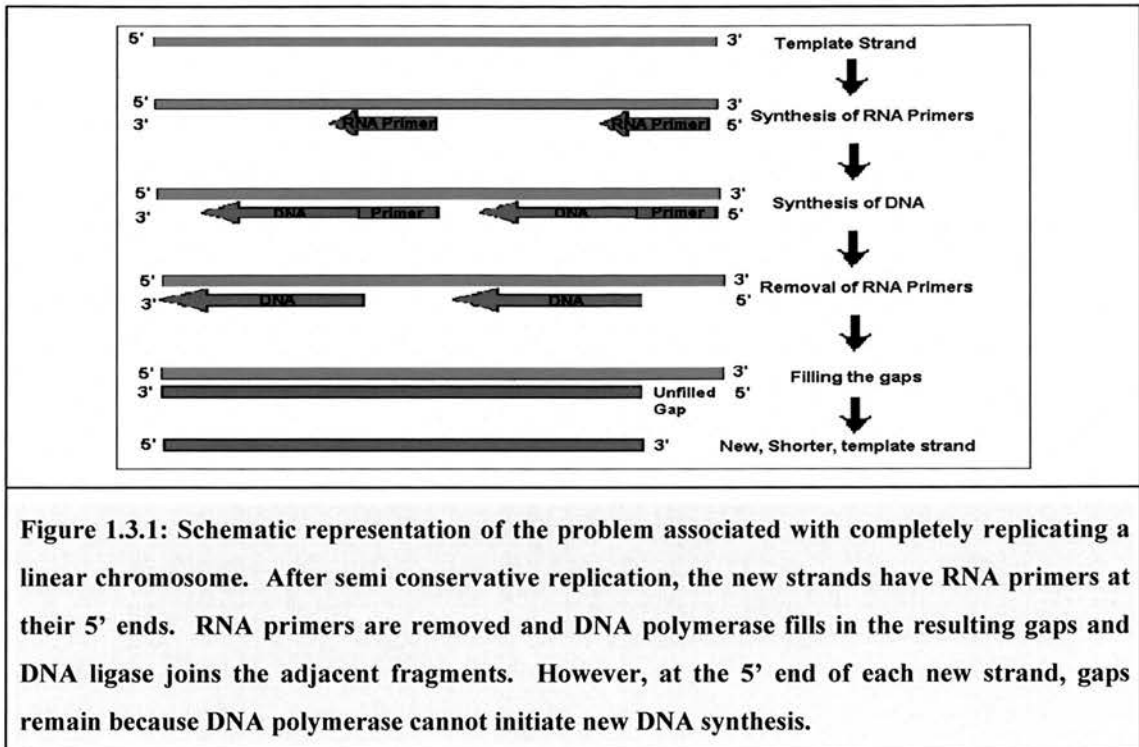 5' 3' Template Strand
5' 3'
3' RNA Primer RNA Primer 5' Synthesis of RNA Primers
5' 3'
3' DNA Primer DNA Primer 5' Synthesis of DNA
5' 3'
3' DNA DNA 5' Removal of RNA Primers
5' 3' Filling the gaps
3' Unfilled 5'
Gap
5' 3' New, Shorter, template strand
Figure 1.3.1: Schematic representation of the problem associated with completely replicating a
linear chromosome. After semi conservative replication, the new strands have RNA primers at
their 5’ ends. RNA primers are removed and DNA polymerase fills in the resulting gaps and
DNA ligase joins the adjacent fragments. However, at the 5’ end of each new strand, gaps
remain because DNA polymerase cannot initiate new DNA synthesis.